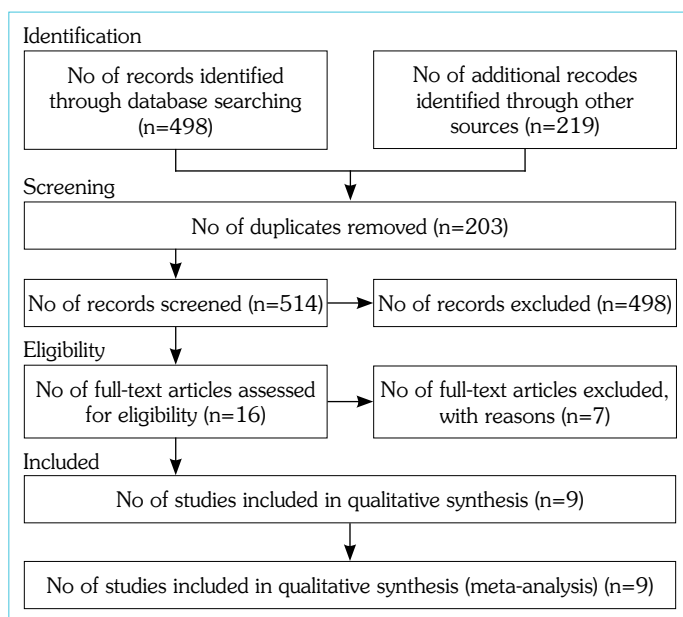 Identification
No of records identified
through database searching
(n=498)
No of additional recodes
identified through other
sources (n=219)
Screening
No of duplicates removed (n=203)
No of records screened (n=514)
No of records excluded (n=498)
Eligibility
No of full-text articles assessed
for eligibility (n=16)
No of full-text articles excluded,
with reasons (n=7)
Included
No of studies included in qualitative synthesis (n=9)
No of studies included in qualitative synthesis (meta-analysis) (n=9)